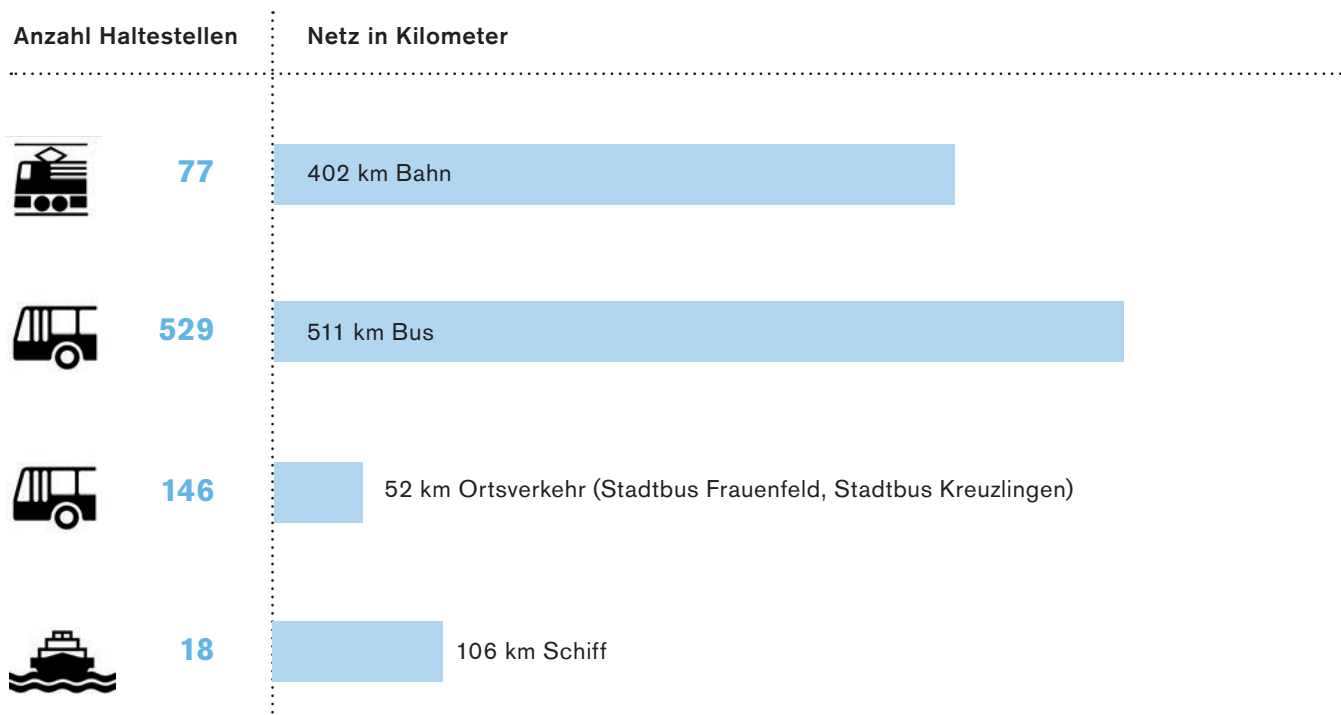 Anzahl Haltestellen Netz in Kilometer
77 402 km Bahn
529 511 km Bus
146 52 km Ortsverkehr (Stadtbus Frauenfeld, Stadtbus Kreuzlingen)
18 106 km Schiff